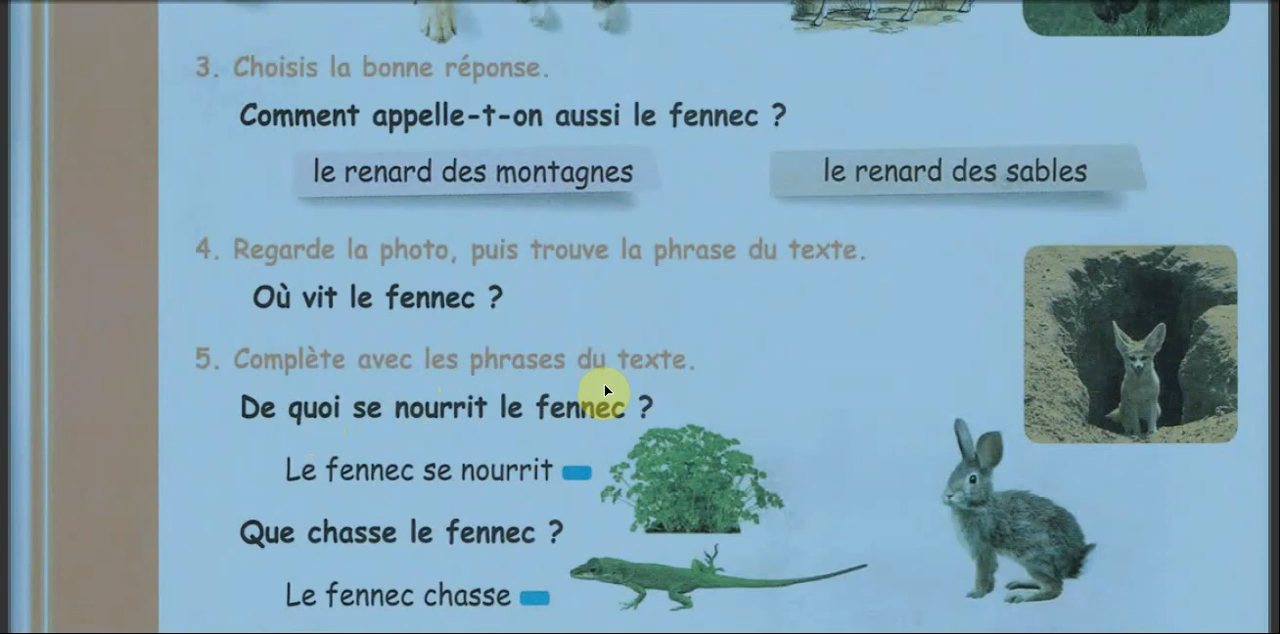 3. Choisis la bonne réponse.
Comment appelle-t-on aussi le fennec ?
le renard des montagnes
le renard des sables
4. Regarde la photo, puis trouve la phrase du texte.
Où vit le fennec ?
5. Complète avec les phrases du texte.
De quoi se nourrit le fennec ?
Le fennec se nourrit
Que chasse le fennec ?
Le fennec chasse